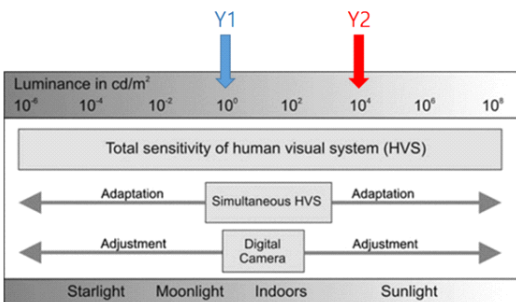 Y1 Y2
Luminance in cd/m²
10⁻⁶ 10⁻⁴ 10⁻² 10⁰ 10² 10⁴ 10⁶ 10⁸
Total sensitivity of human visual system (HVS)
Adaptation Simultaneous HVS Adaptation
Adjustment Digital Camera Adjustment
Starlight Moonlight Indoors Sunlight